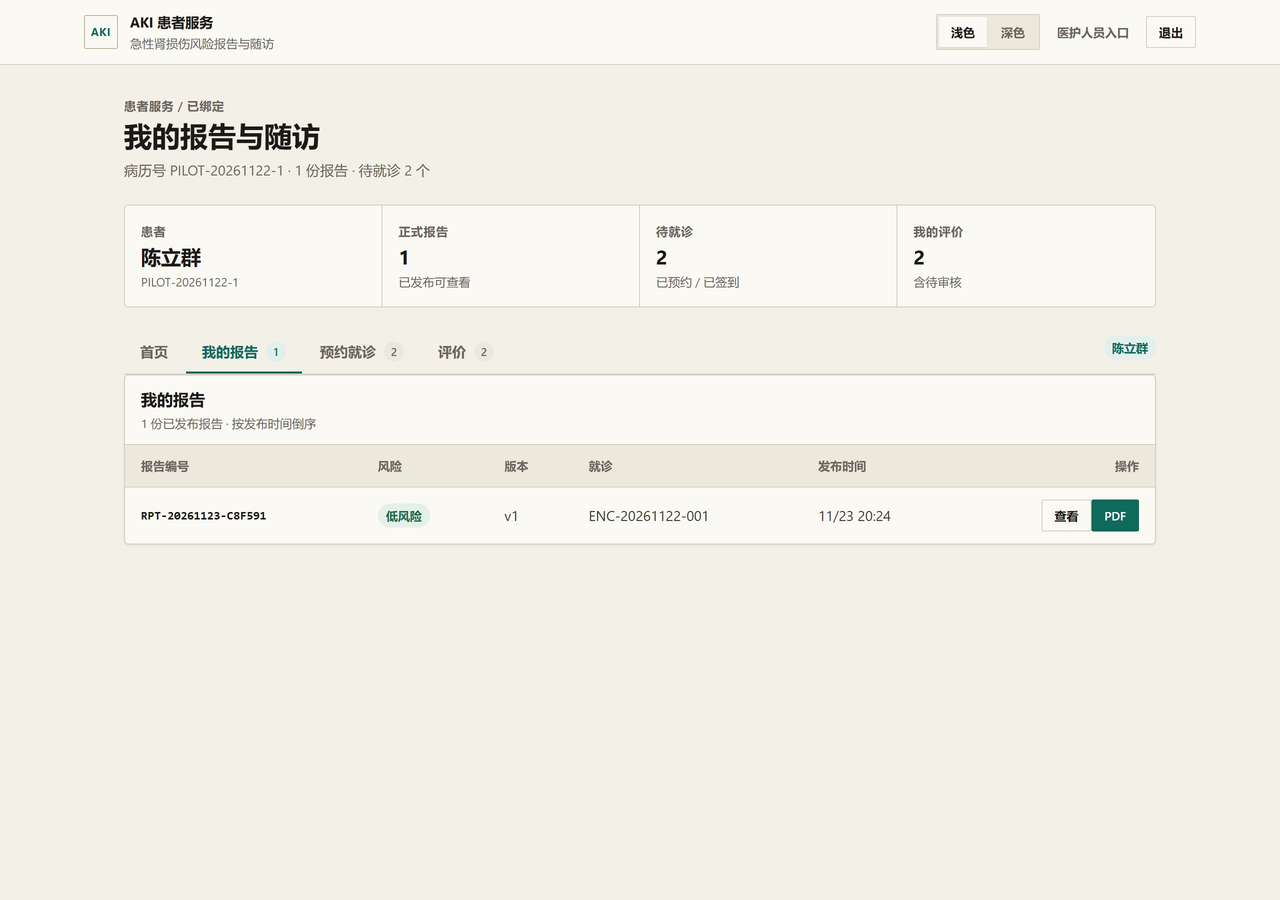 AKI
AKI 患者服务
急性肾损伤风险报告与随访
浅色 深色 医护人员入口 退出
患者服务 / 已绑定
我的报告与随访
病历号 PILOT-20261122-1 · 1 份报告 · 待就诊 2 个
患者 正式报告 待就诊 我的评价
陈立群 1 2 2
PILOT-20261122-1 已发布可查看 已预约 / 已签到 含待审核
首页 我的报告 1 预约就诊 2 评价 2 陈立群
我的报告
1 份已发布报告 · 按发布时间倒序
报告编号 风险 版本 就诊 发布时间 操作
RPT-20261123-C8F591 低风险 v1 ENC-20261122-001 11/23 20:24 查看 PDF